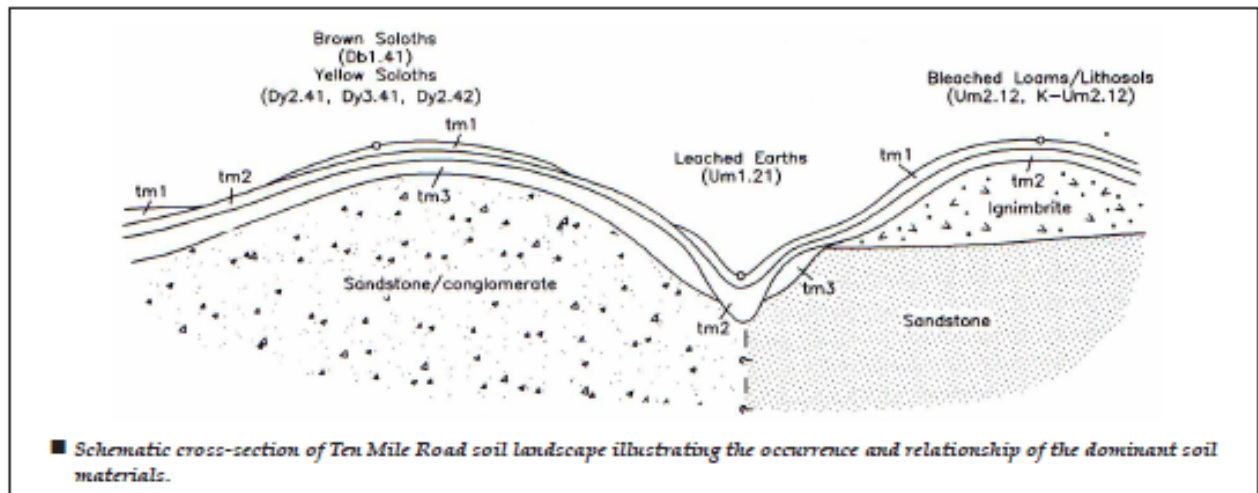 Brown Soloths
(Db1.41)
Yellow Soloths
(Dy2.41, Dy3.41, Dy2.42)
Bleached Loams/Lithosols
(Um2.12, K-Um2.12)
Leached Earths
(Um1.21)
tm1
tm1
tm2
tm3
tm1
tm2
Ignimbrite
Sandstone/conglomerate
tm3
tm2
Sandstone
■ Schematic cross-section of Ten Mile Road soil landscape illustrating the occurrence and relationship of the dominant soil
materials.